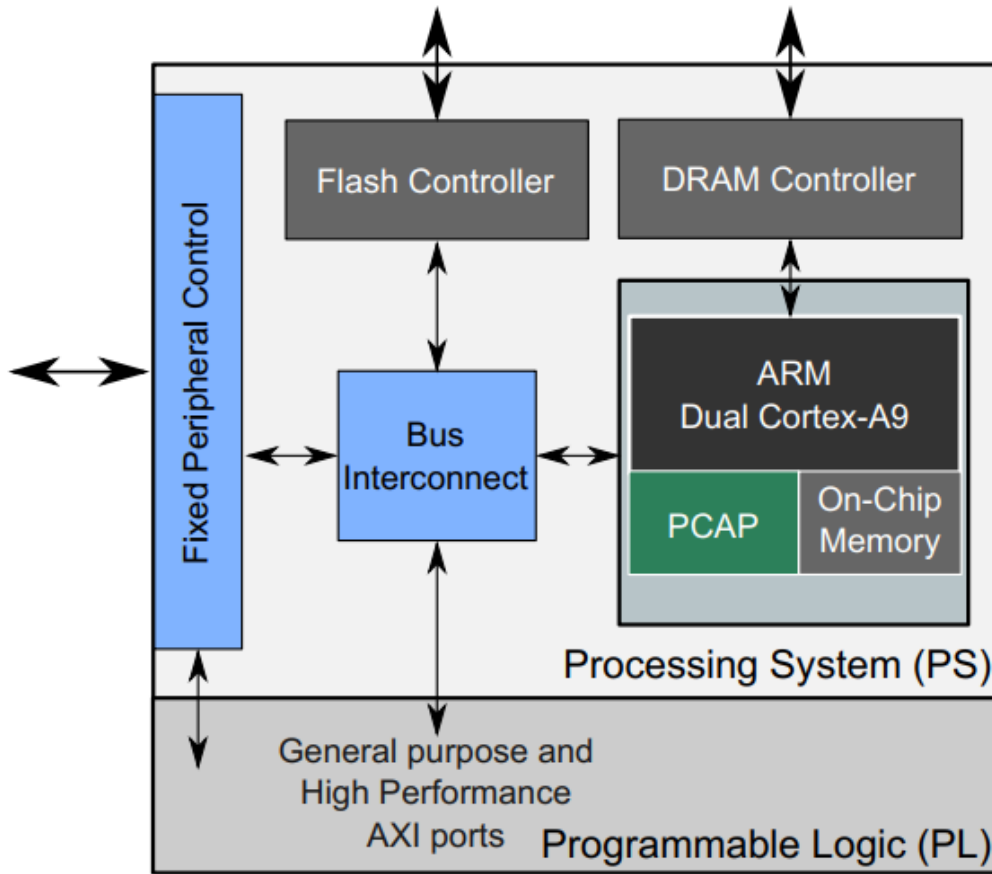 Flash Controller
DRAM Controller
Fixed Peripheral Control
Bus
Interconnect
ARM
Dual Cortex-A9
PCAP
On-Chip
Memory
Processing System (PS)
General purpose and
High Performance
AXI ports
Programmable Logic (PL)